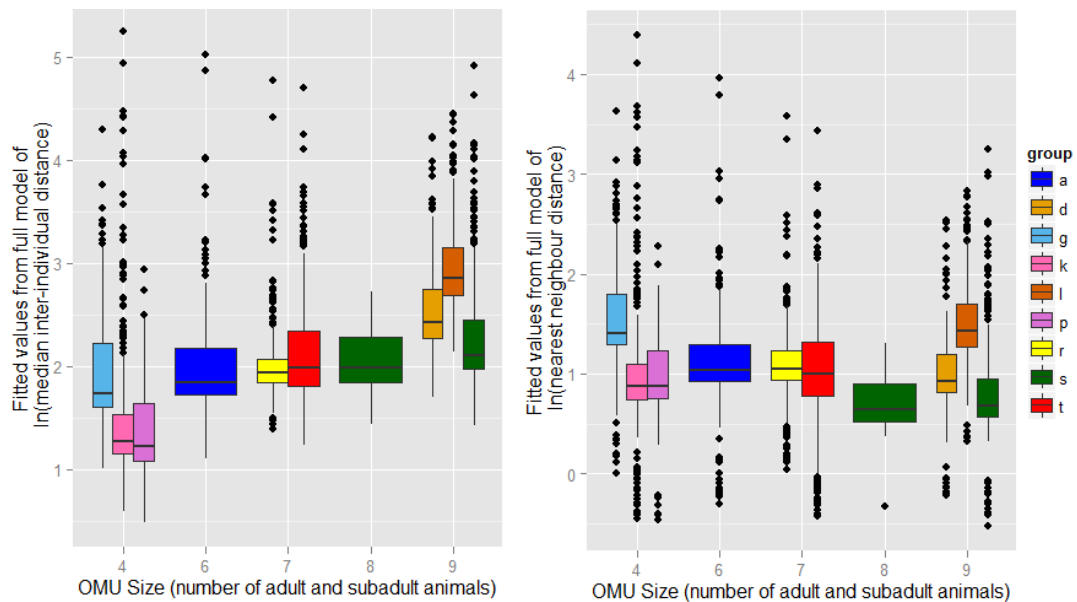 Fitted values from full model of
ln(median inter-individual distance)
5
4
3
2
1
4 6 7 8 9
OMU Size (number of adult and subadult animals)
Fitted values from full model of
ln(nearest neighbour distance)
4
3
2
1
0
4 6 7 8 9
OMU Size (number of adult and subadult animals)
group
a
d
g
k
l
p
r
s
t